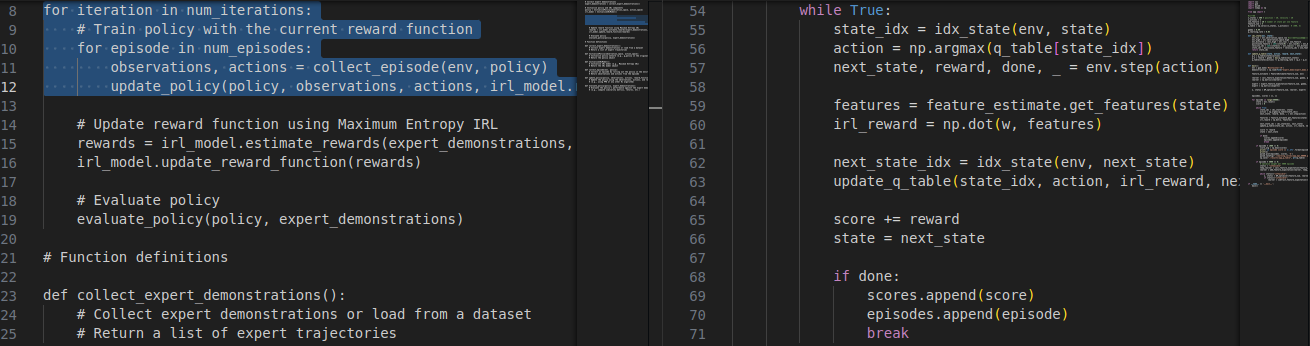 8 for iteration in num_iterations:
9 # Train policy with the current reward function
10 for episode in num_episodes:
11 observations, actions = collect_episode(env, policy)
12 update_policy(policy, observations, actions, irl_model.
13
14 # Update reward function using Maximum Entropy IRL
15 rewards = irl_model.estimate_rewards(expert_demonstrations,
16 irl_model.update_reward_function(rewards)
17
18 # Evaluate policy
19 evaluate_policy(policy, expert_demonstrations)
20
21 # Function definitions
22
23 def collect_expert_demonstrations():
24 # Collect expert demonstrations or load from a dataset
25 # Return a list of expert trajectories
54 while True:
55 state_idx = idx_state(env, state)
56 action = np.argmax(q_table[state_idx])
57 next_state, reward, done, _ = env.step(action)
58
59 features = feature_estimate.get_features(state)
60 irl_reward = np.dot(w, features)
61
62 next_state_idx = idx_state(env, next_state)
63 update_q_table(state_idx, action, irl_reward, ne
64
65 score += reward
66 state = next_state
67
68 if done:
69 scores.append(score)
70 episodes.append(episode)
71 break